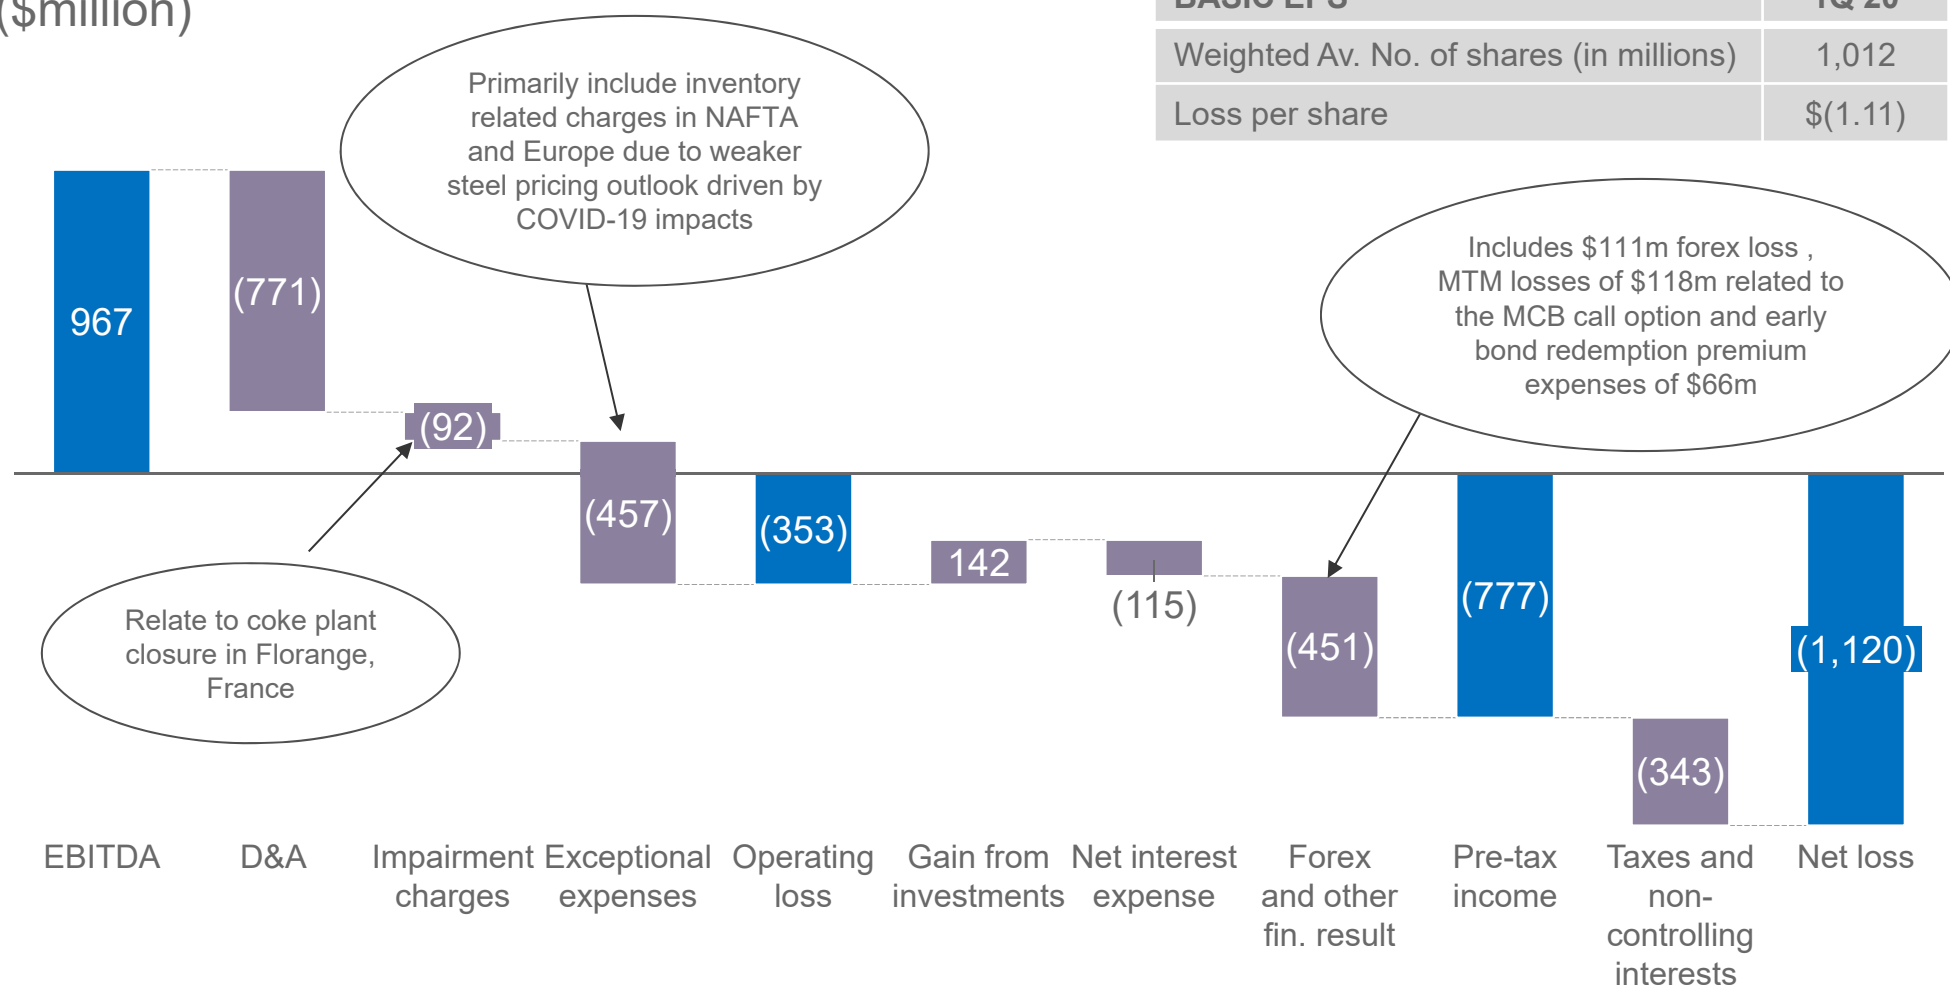 ($million)
BASIC EPS 1Q 20
Weighted Av. No. of shares (in millions) 1,012
Loss per share $(1.11)
Primarily include inventory
related charges in NAFTA
and Europe due to weaker
steel pricing outlook driven by
COVID-19 impacts
Includes $111m forex loss ,
MTM losses of $118m related to
the MCB call option and early
bond redemption premium
expenses of $66m
Relate to coke plant
closure in Florange,
France
967
(771)
(92)
(457)
(353)
142
(115)
(451)
(777)
(343)
(1,120)
EBITDA
D&A
Impairment
charges
Exceptional
expenses
Operating
loss
Gain from
investments
Net interest
expense
Forex
and other
fin. result
Pre-tax
income
Taxes and
non-
controlling
interests
Net loss